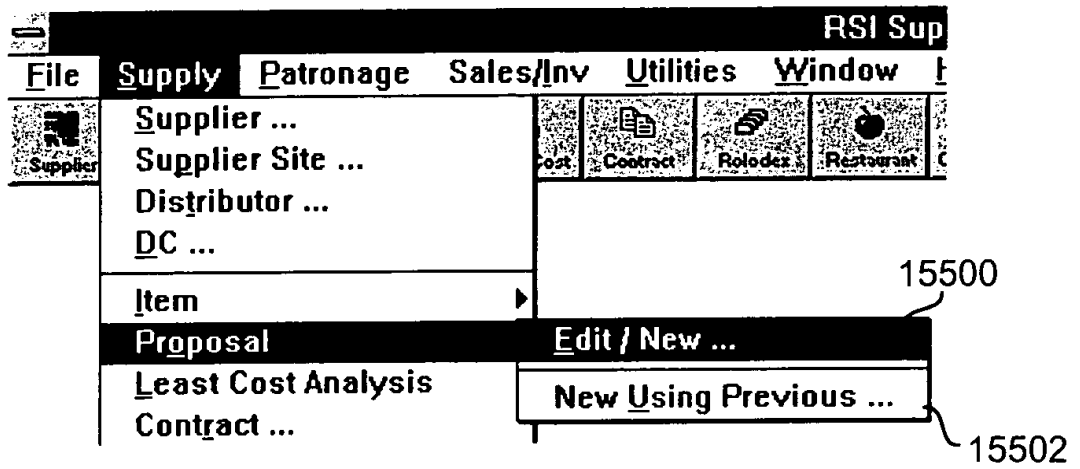 RSI Sup
File Supply Patronage Sales/Inv Utilities Window H
Supplier ...
Supplier Cost Contract Rolodex Restaurant
Supplier Site ...
Distributor ...
DC ...
15500
Item
Proposal Edit / New ...
Least Cost Analysis
New Using Previous ...
Contract ...
15502